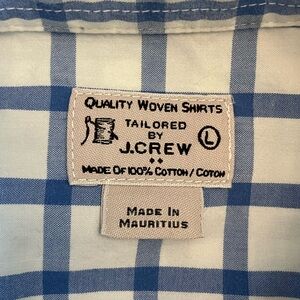 QUALITY WOVEN SHIRTS
TAILORED
BY
J.CREW
L
MADE OF 100% COTTON / COTON
MADE IN
MAURITIUS